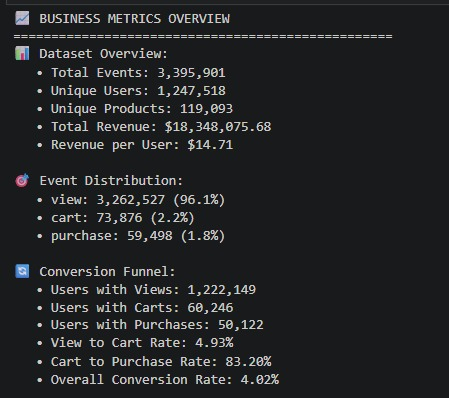 📈 BUSINESS METRICS OVERVIEW
==================================================
📊 Dataset Overview:
• Total Events: 3,395,901
• Unique Users: 1,247,518
• Unique Products: 119,093
• Total Revenue: $18,348,075.68
• Revenue per User: $14.71
🎯 Event Distribution:
• view: 3,262,527 (96.1%)
• cart: 73,876 (2.2%)
• purchase: 59,498 (1.8%)
🔄 Conversion Funnel:
• Users with Views: 1,222,149
• Users with Carts: 60,246
• Users with Purchases: 50,122
• View to Cart Rate: 4.93%
• Cart to Purchase Rate: 83.20%
• Overall Conversion Rate: 4.02%